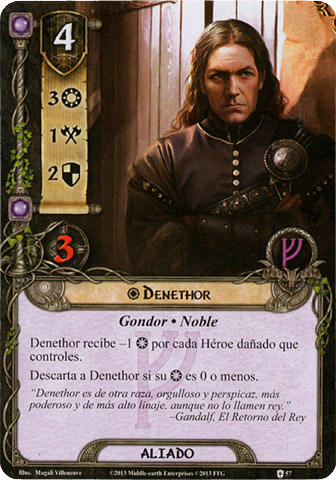 4
3
1
2
3
Denethor
Gondor • Noble
Denethor recibe –1 por cada Héroe dañado que
controles.
Descarta a Denethor si su es 0 o menos.
“Denethor es de otra raza, orgulloso y perspicaz, más
poderoso y de más alto linaje, aunque no lo llamen rey.”
–Gandalf, El Retorno del Rey
ALIADO
Illus. Magali Villeneuve ©2013 Middle-earth Enterprises ©2013 FFG 57